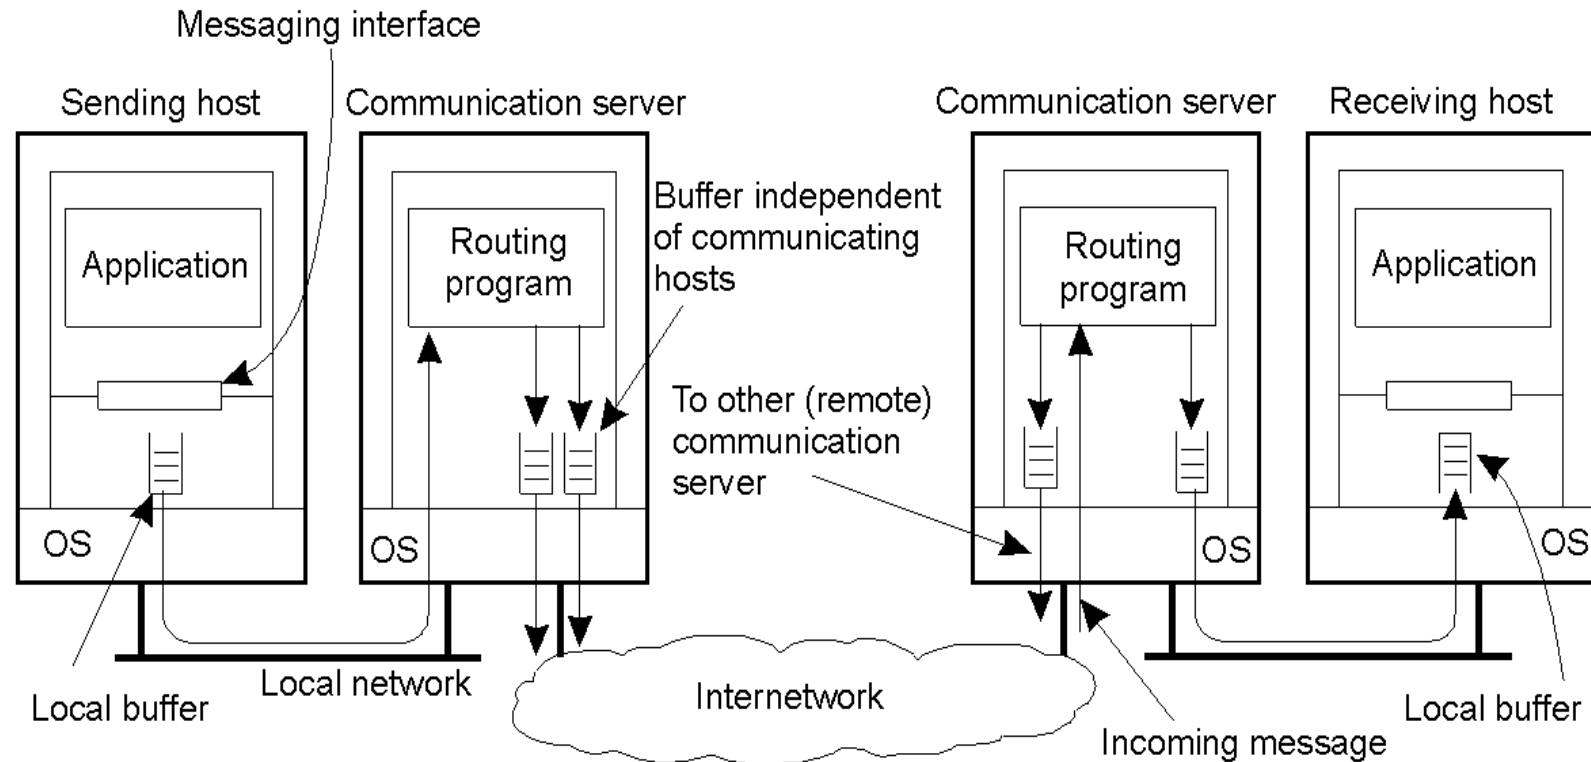 Messaging interface
Sending host
Communication server
Communication server
Receiving host
Application
Routing
program
Buffer independent
of communicating
hosts
Routing
program
Application
To other (remote)
communication
server
OS
OS
OS
OS
Local buffer
Local network
Internetwork
Incoming message
Local buffer